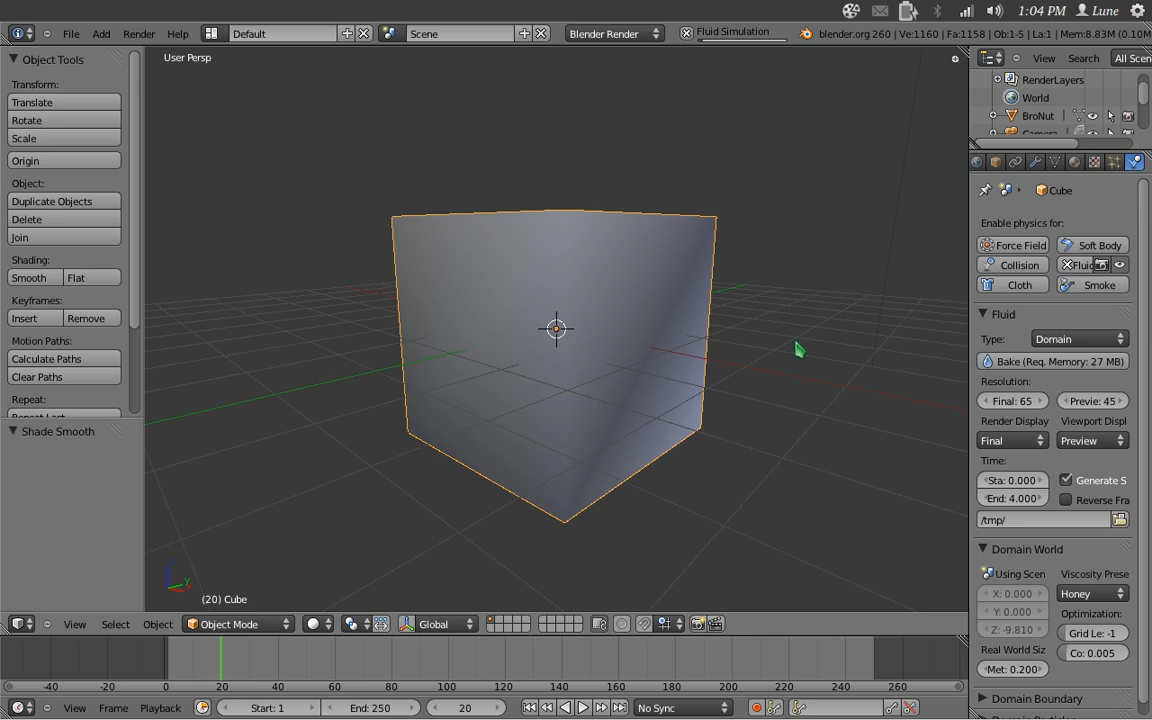 1:04 PM Lune
File Add Render Help Default Scene Blender Render Fluid Simulation blender.org 260 | Ve:1160 | Fa:1158 | Ob:1-5 | La:1 | Mem:8.83M (0.10M
Object Tools
Transform:
Translate
Rotate
Scale
Origin
Object:
Duplicate Objects
Delete
Join
Shading:
Smooth Flat
Keyframes:
Insert Remove
Motion Paths:
Calculate Paths
Clear Paths
Repeat:
Repeat Last
Shade Smooth
User Persp
(20) Cube
View Search All Scen
RenderLayers
World
BroNut
Camera
Cube
Enable physics for:
Force Field Soft Body
Collision Fluid
Cloth Smoke
Fluid
Type: Domain
Bake (Req. Memory: 27 MB)
Resolution:
Final: 65 Previe: 45
Render Display Viewport Displ
Final Preview
Time:
Sta: 0.000 Generate S
End: 4.000 Reverse Fra
/tmp/
Domain World
Using Scen Viscosity Prese
X: 0.000 Honey
Y: 0.000 Optimization:
Z: -9.810 Grid Le: -1
Real World Siz Co: 0.005
Met: 0.200
Domain Boundary
View Select Object Object Mode Global
-40 -20 0 20 40 60 80 100 120 140 160 180 200 220 240 260
View Frame Playback Start: 1 End: 250 20 No Sync